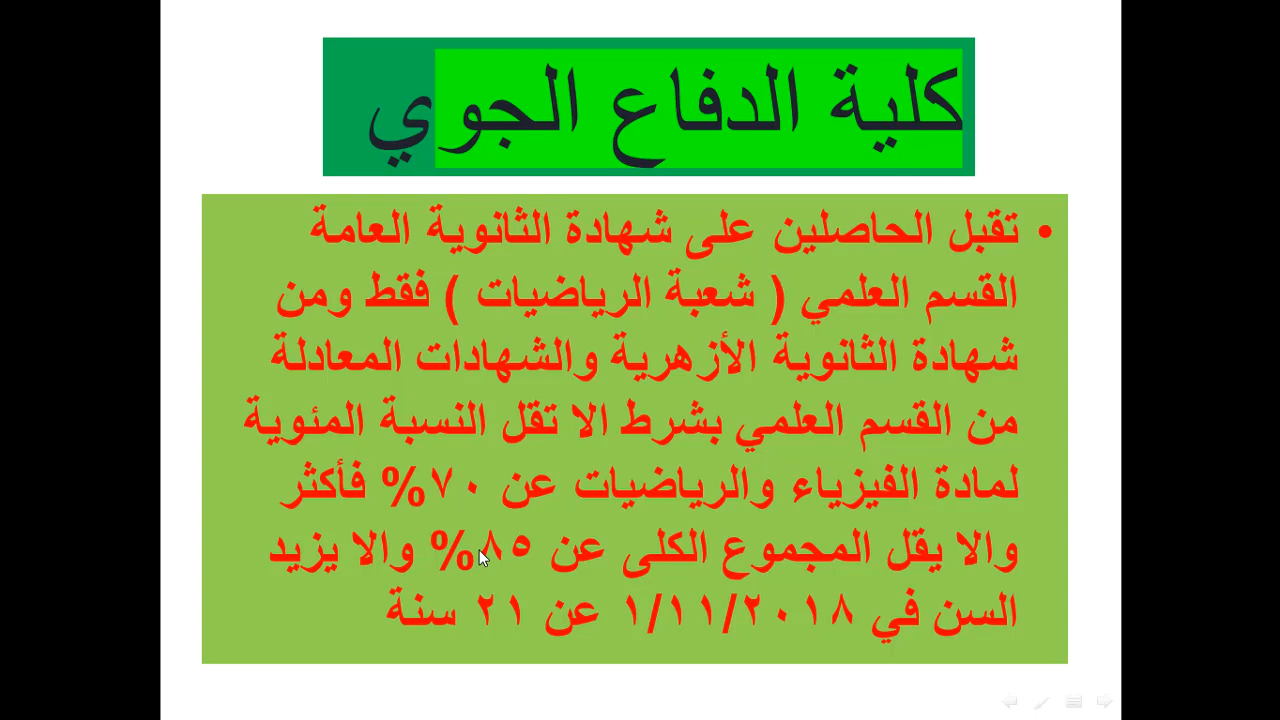 كلية الدفاع الجوي
• تقبل الحاصلين على شهادة الثانوية العامة
القسم العلمي ( شعبة الرياضيات ) فقط ومن
شهادة الثانوية الأزهرية والشهادات المعادلة
من القسم العلمي بشرط الا تقل النسبة المئوية
لمادة الفيزياء والرياضيات عن ٧٠% فأكثر
والا يقل المجموع الكلى عن ٨٥% والا يزيد
السن في ١/١١/٢٠١٨ عن ٢١ سنة